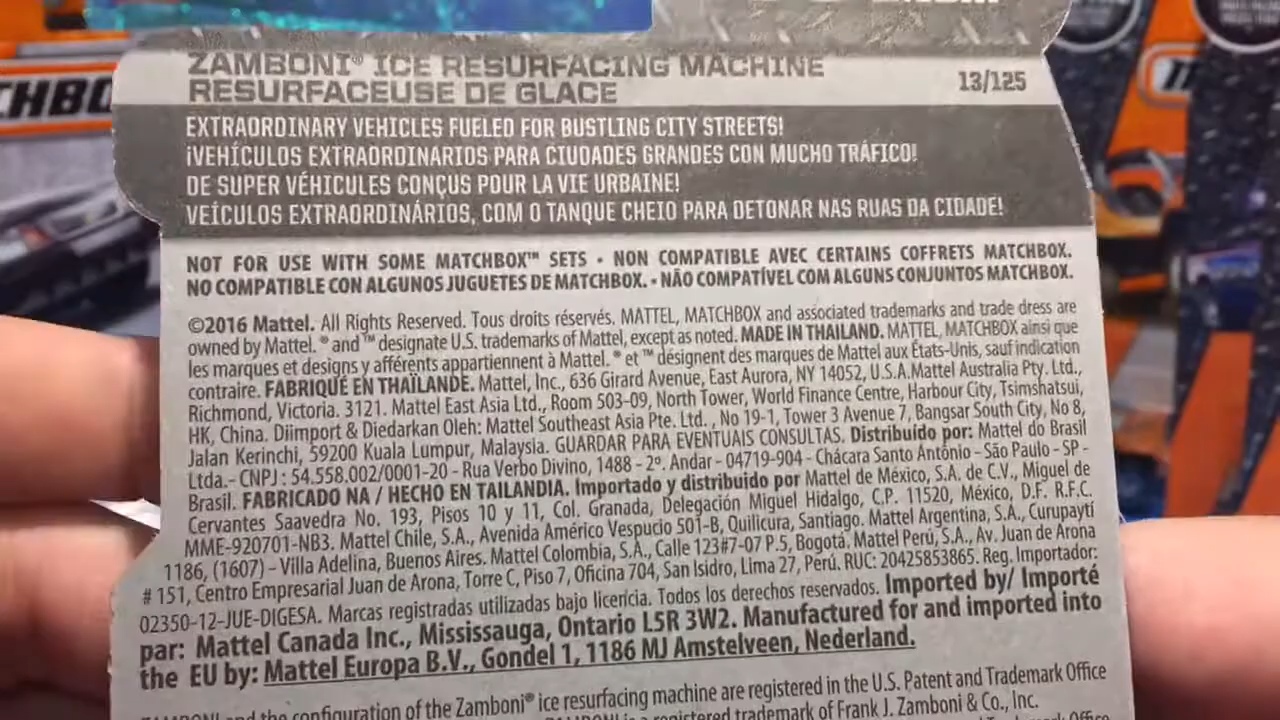 CHBO
ZAMBONI® ICE RESURFACING MACHINE
RESURFACEUSE DE GLACE
13/125
EXTRAORDINARY VEHICLES FUELED FOR BUSTLING CITY STREETS!
¡VEHÍCULOS EXTRAORDINARIOS PARA CIUDADES GRANDES CON MUCHO TRÁFICO!
DE SUPER VÉHICULES CONÇUS POUR LA VIE URBAINE!
VEÍCULOS EXTRAORDINÁRIOS, COM O TANQUE CHEIO PARA DETONAR NAS RUAS DA CIDADE!
NOT FOR USE WITH SOME MATCHBOX™ SETS • NON COMPATIBLE AVEC CERTAINS COFFRETS MATCHBOX.
NO COMPATIBLE CON ALGUNOS JUGUETES DE MATCHBOX. • NÃO COMPATÍVEL COM ALGUNS CONJUNTOS MATCHBOX.
©2016 Mattel. All Rights Reserved. Tous droits réservés. MATTEL, MATCHBOX and associated trademarks and trade dress are
owned by Mattel. ® and ™ designate U.S. trademarks of Mattel, except as noted. MADE IN THAILAND. MATTEL, MATCHBOX ainsi que
les marques et designs y afférents appartiennent à Mattel. ® et ™ désignent des marques de Mattel aux États-Unis, sauf indication
contraire. FABRIQUÉ EN THAÏLANDE. Mattel, Inc., 636 Girard Avenue, East Aurora, NY 14052, U.S.A.Mattel Australia Pty. Ltd.,
Richmond, Victoria. 3121. Mattel East Asia Ltd., Room 503-09, North Tower, World Finance Centre, Harbour City, Tsimshatsui,
HK, China. Diimport & Diedarkan Oleh: Mattel Southeast Asia Pte. Ltd., No 19-1, Tower 3 Avenue 7, Bangsar South City, No 8,
Jalan Kerinchi, 59200 Kuala Lumpur, Malaysia. GUARDAR PARA EVENTUAIS CONSULTAS. Distribuido por: Mattel do Brasil
Ltda.- CNPJ : 54.558.002/0001-20 - Rua Verbo Divino, 1488 - 2º. Andar - 04719-904 - Chácara Santo Antônio - São Paulo - SP -
Brasil. FABRICADO NA / HECHO EN TAILANDIA. Importado y distribuido por Mattel de México, S.A. de C.V., Miguel de
Cervantes Saavedra No. 193, Pisos 10 y 11, Col. Granada, Delegación Miguel Hidalgo, C.P. 11520, México, D.F. R.F.C.
MME-920701-NB3. Mattel Chile, S.A., Avenida Américo Vespucio 501-B, Quilicura, Santiago. Mattel Argentina, S.A., Curupaytí
1186, (1607) – Villa Adelina, Buenos Aires. Mattel Colombia, S.A., Calle 123#7-07 P.5, Bogotá. Mattel Perú, S.A., Av. Juan de Arona
# 151, Centro Empresarial Juan de Arona, Torre C, Piso 7, Oficina 704, San Isidro, Lima 27, Perú. RUC: 20425853865. Reg. Importador:
02350-12-JUE-DIGESA. Marcas registradas utilizadas bajo licencia. Todos los derechos reservados. Imported by/ Importé
par: Mattel Canada Inc., Mississauga, Ontario L5R 3W2. Manufactured for and imported into
the EU by: Mattel Europa B.V., Gondel 1, 1186 MJ Amstelveen, Nederland.
ZAMBONI and the configuration of the Zamboni® ice resurfacing machine are registered in the U.S. Patent and Trademark Office
registered trademark of Frank J. Zamboni & Co., Inc.